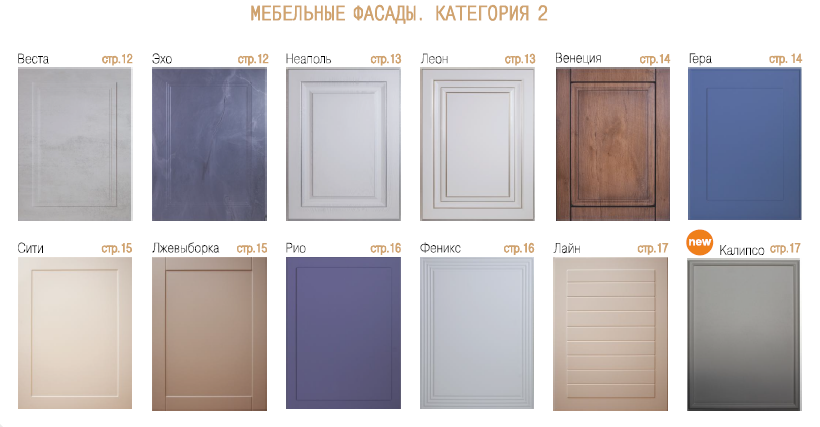 МЕБЕЛЬНЫЕ ФАСАДЫ. КАТЕГОРИЯ 2
Веста стр.12
Эхо стр.12
Неаполь стр.13
Леон стр.13
Венеция стр.14
Гера стр. 14
Сити стр.15
Лжевыборка стр.15
Рио стр.16
Феникс стр.16
Лайн стр.17
new
Калипсо стр.17